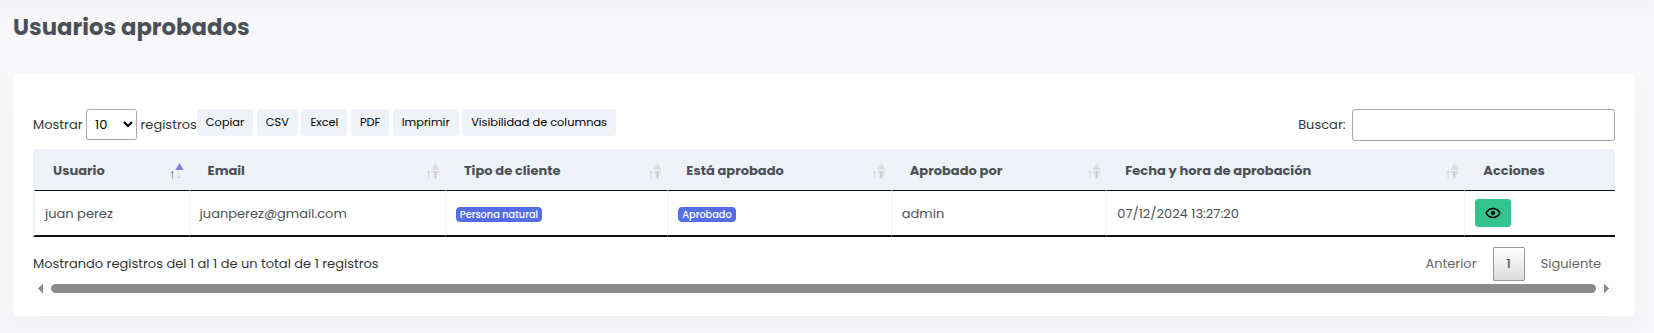 Usuarios aprobados
Mostrar 10 registros Copiar CSV Excel PDF Imprimir Visibilidad de columnas Buscar:
Usuario Email Tipo de cliente Está aprobado Aprobado por Fecha y hora de aprobación Acciones
juan perez juanperez@gmail.com Persona natural Aprobado admin 07/12/2024 13:27:20
Mostrando registros del 1 al 1 de un total de 1 registros Anterior 1 Siguiente